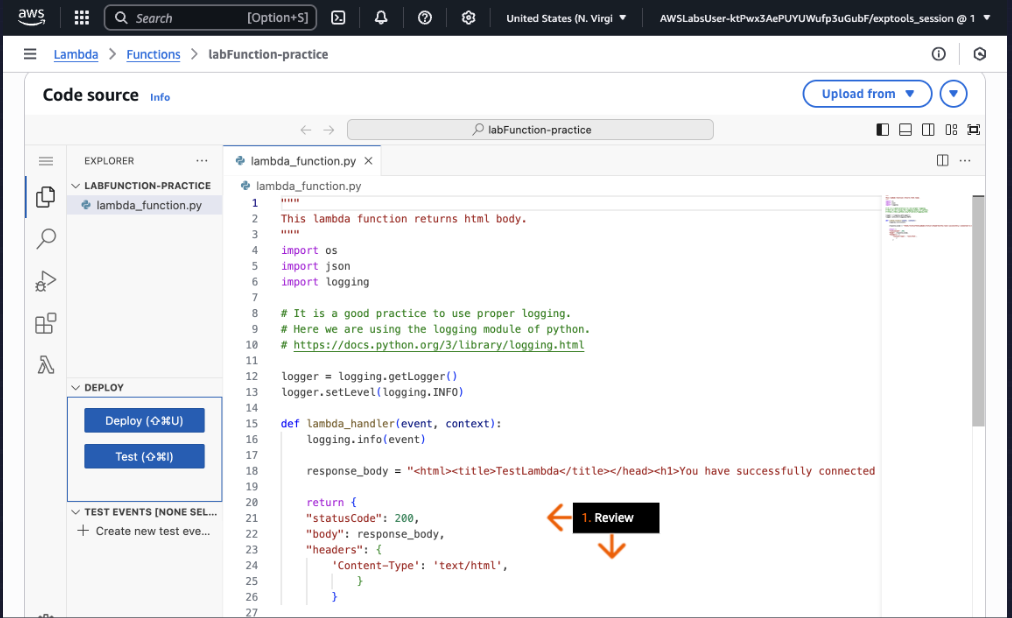 aws
Search [Option+S]
United States (N. Virgi
AWSLabsUser-ktPwx3AePUYUWufp3uGubF/exptools_session @ 1
Lambda > Functions > labFunction-practice
Code source Info
Upload from
labFunction-practice
EXPLORER ...
lambda_function.py
LABFUNCTION-PRACTICE
lambda_function.py
lambda_function.py
1 """
2 This lambda function returns html body.
3 """
4 import os
5 import json
6 import logging
7
8 # It is a good practice to use proper logging.
9 # Here we are using the logging module of python.
10 # https://docs.python.org/3/library/logging.html
11
12 logger = logging.getLogger()
13 logger.setLevel(logging.INFO)
14
15 def lambda_handler(event, context):
16 logging.info(event)
17
18 response_body = "<html><title>TestLambda</title></head><h1>You have successfully connected
19
20 return {
21 "statusCode": 200,
22 "body": response_body,
23 "headers": {
24 'Content-Type': 'text/html',
25 }
26 }
27
1. Review
DEPLOY
Deploy (⇧⌘U)
Test (⇧⌘I)
TEST EVENTS [NONE SEL...
+ Create new test eve...